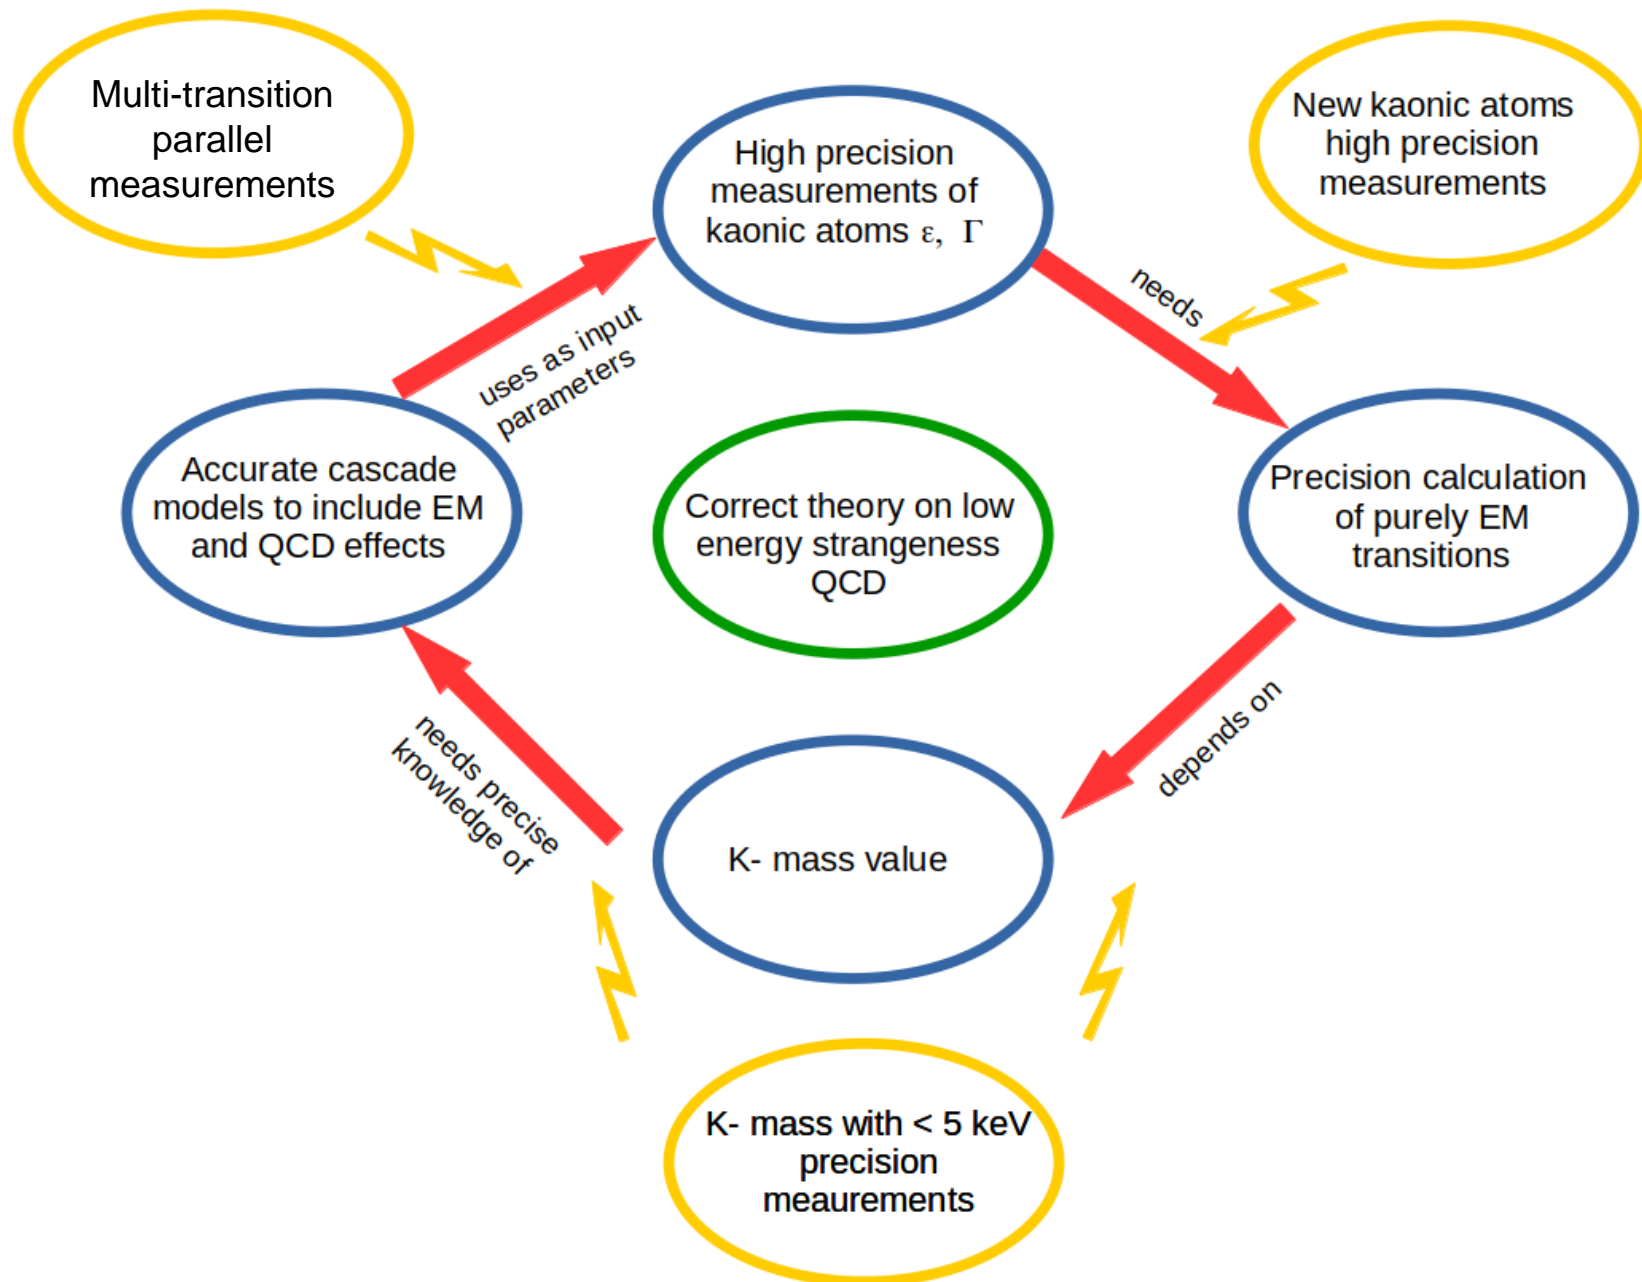 Multi-transition
parallel
measurements
High precision
measurements of
kaonic atoms ε, Γ
New kaonic atoms
high precision
measurements
needs
uses as input
parameters
Accurate cascade
models to include EM
and QCD effects
Correct theory on low
energy strangeness
QCD
Precision calculation
of purely EM
transitions
needs precise
knowledge of
depends on
K- mass value
K- mass with < 5 keV
precision
meaurements